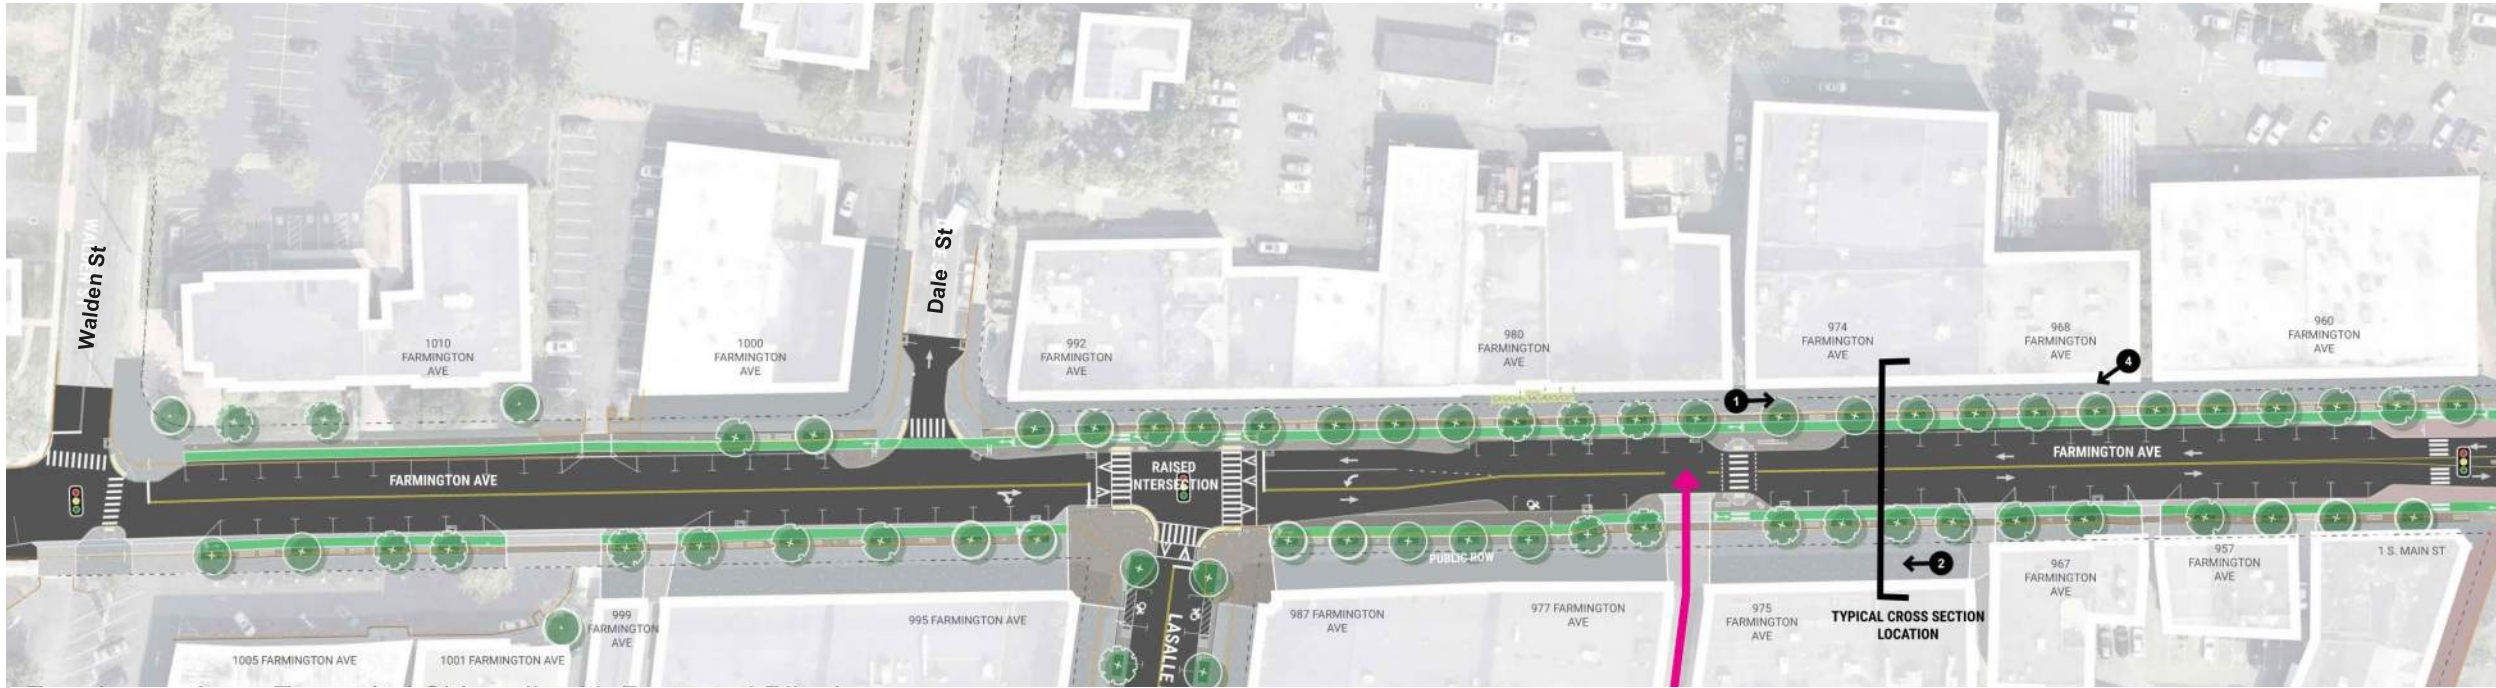 Walden St
Dale St
1010
FARMINGTON
AVE
1000
FARMINGTON
AVE
992
FARMINGTON
AVE
980
FARMINGTON
AVE
974
FARMINGTON
AVE
968
FARMINGTON
AVE
960
FARMINGTON
AVE
4
1
FARMINGTON AVE
RAISED
INTERSECTION
FARMINGTON AVE
PUBLIC ROW
2
TYPICAL CROSS SECTION
LOCATION
1 S. MAIN ST
957
FARMINGTON
AVE
967
FARMINGTON
AVE
975
FARMINGTON
AVE
977 FARMINGTON
AVE
987 FARMINGTON
AVE
LASALLE
995 FARMINGTON AVE
999
FARMINGTON
AVE
1001 FARMINGTON AVE
1005 FARMINGTON AVE